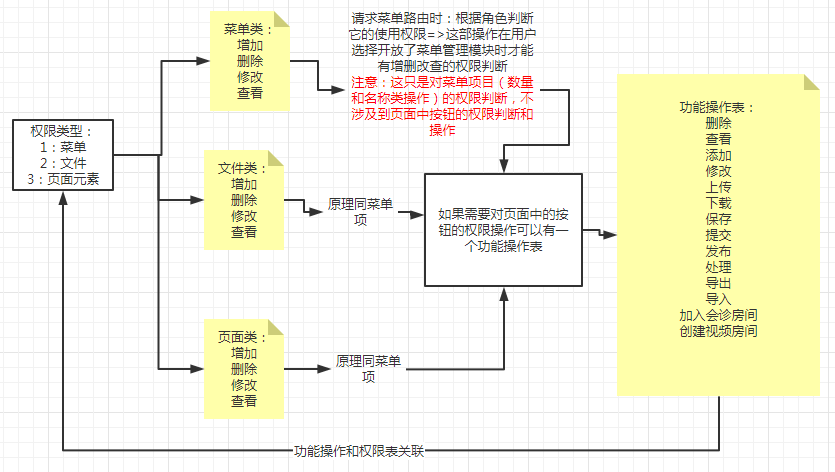 权限类型：
1：菜单
2：文件
3：页面元素
菜单类：
增加
删除
修改
查看
请求菜单路由时：根据角色判断
它的使用权限=>这部操作在用户
选择开放了菜单管理模块时才能
有增删改查的权限判断
注意：这只是对菜单项目（数量
和名称类操作）的权限判断，不
涉及到页面中按钮的权限判断和
操作
文件类：
增加
删除
修改
查看
原理同菜单
项
页面类：
增加
删除
修改
查看
原理同菜单
项
如果需要对页面中的按
钮的权限操作可以有一
个功能操作表
功能操作表：
删除
查看
添加
修改
上传
下载
保存
提交
发布
处理
导出
导入
加入会诊房间
创建视频房间
功能操作和权限表关联